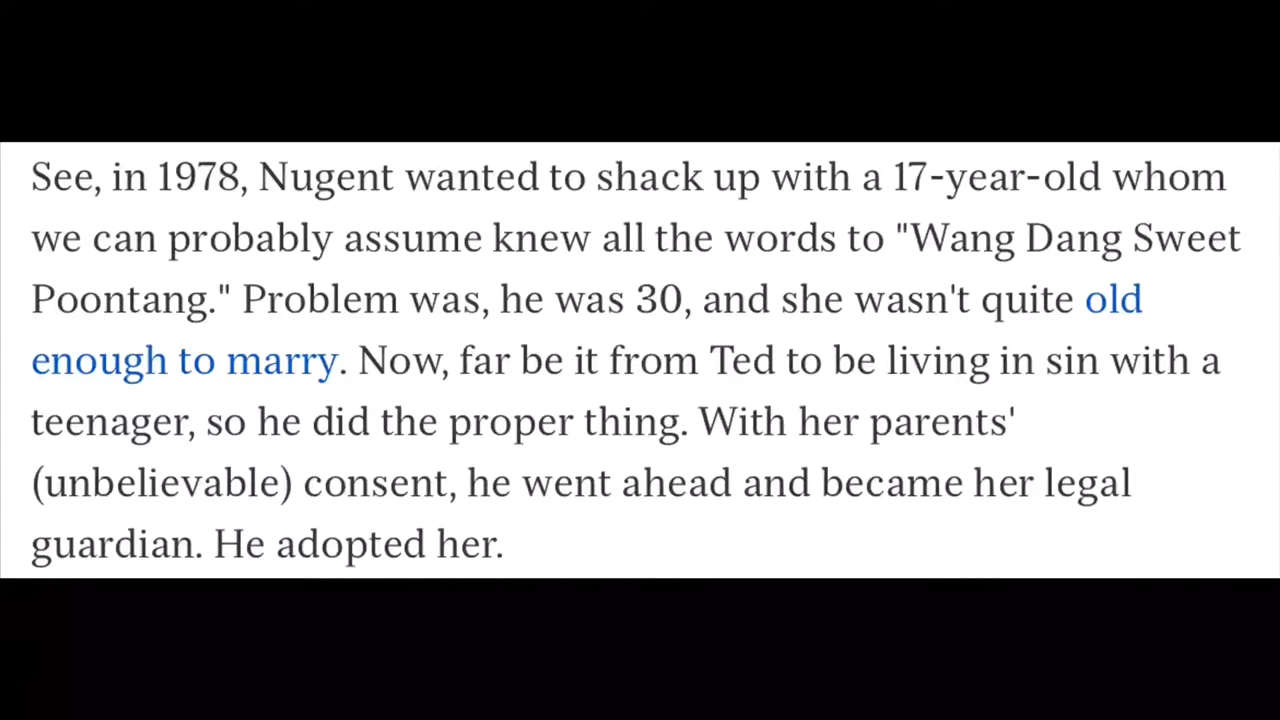 See, in 1978, Nugent wanted to shack up with a 17-year-old whom
we can probably assume knew all the words to "Wang Dang Sweet
Poontang." Problem was, he was 30, and she wasn't quite old
enough to marry. Now, far be it from Ted to be living in sin with a
teenager, so he did the proper thing. With her parents'
(unbelievable) consent, he went ahead and became her legal
guardian. He adopted her.